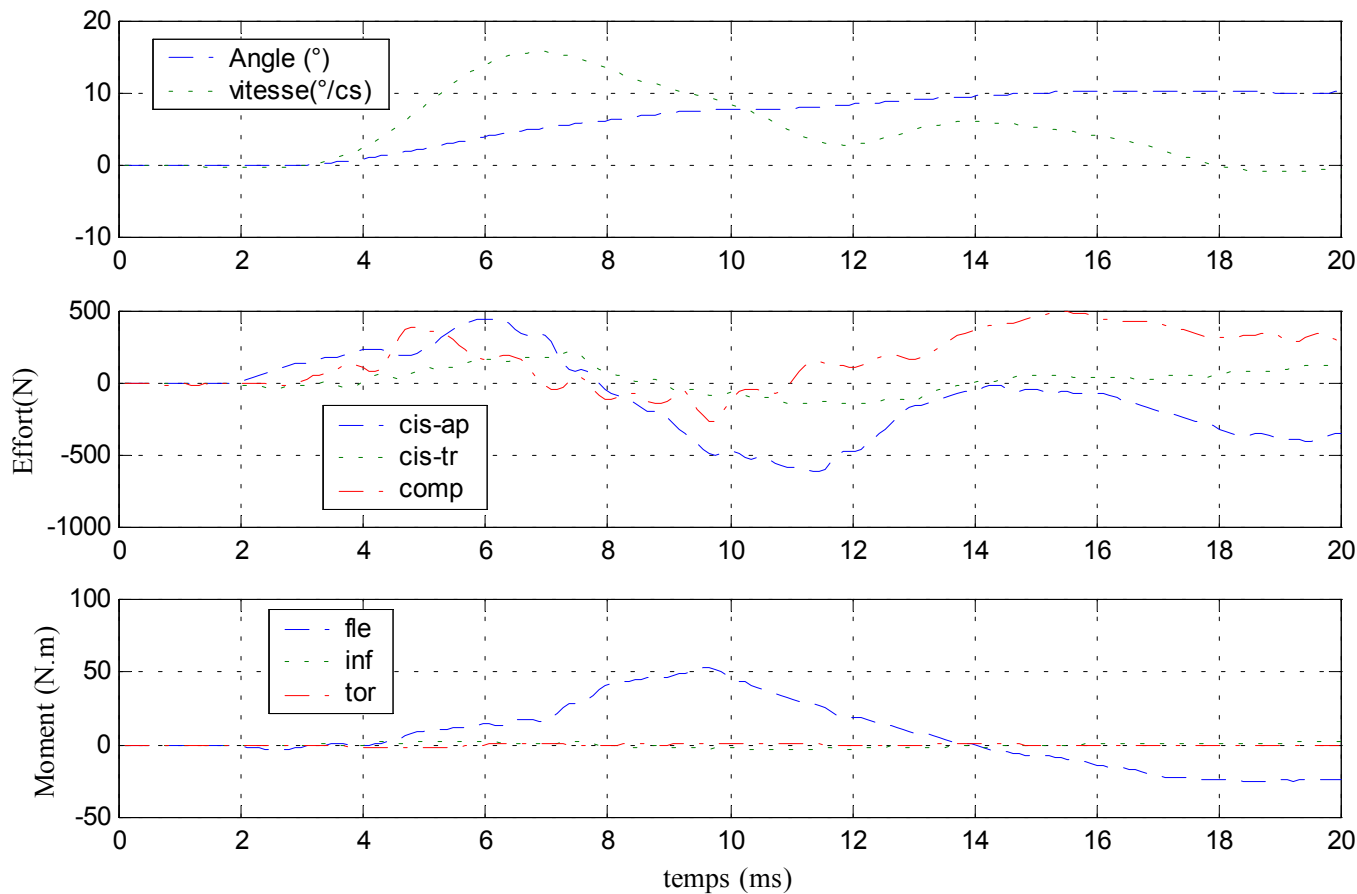 20
10
0
-10
Angle (°)
vitesse(°/cs)
0 2 4 6 8 10 12 14 16 18 20
Effort(N)
500
0
-500
-1000
cis-ap
cis-tr
comp
0 2 4 6 8 10 12 14 16 18 20
Moment (N.m)
100
50
0
-50
fle
inf
tor
0 2 4 6 8 10 12 14 16 18 20
temps (ms)